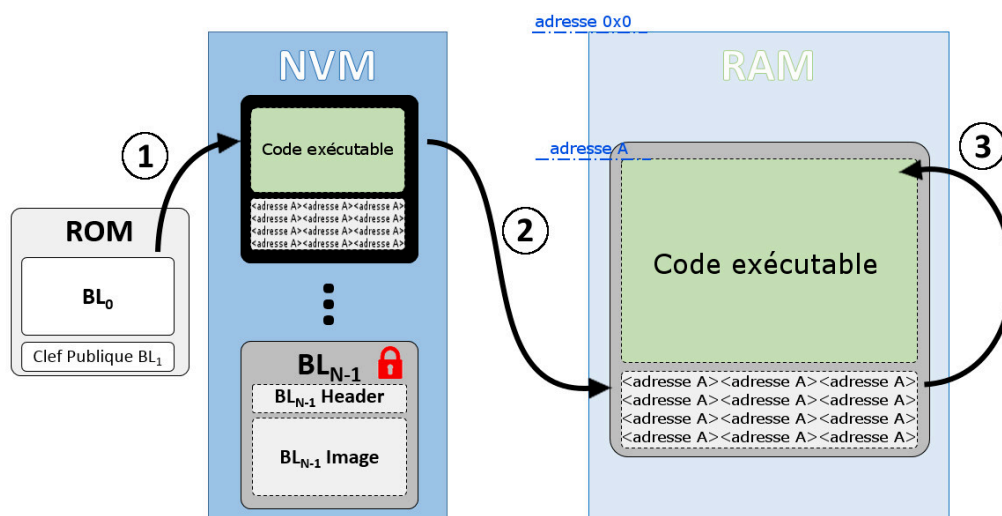 adresse 0x0
NVM
RAM
Code exécutable
<adresse A><adresse A><adresse A>
<adresse A><adresse A><adresse A>
<adresse A><adresse A><adresse A>
<adresse A><adresse A><adresse A>
1
ROM
BL0
Clef Publique BL1
BLN-1
BLN-1 Header
BLN-1 Image
2
adresse A
3
Code exécutable
<adresse A><adresse A><adresse A>
<adresse A><adresse A><adresse A>
<adresse A><adresse A><adresse A>
<adresse A><adresse A><adresse A>